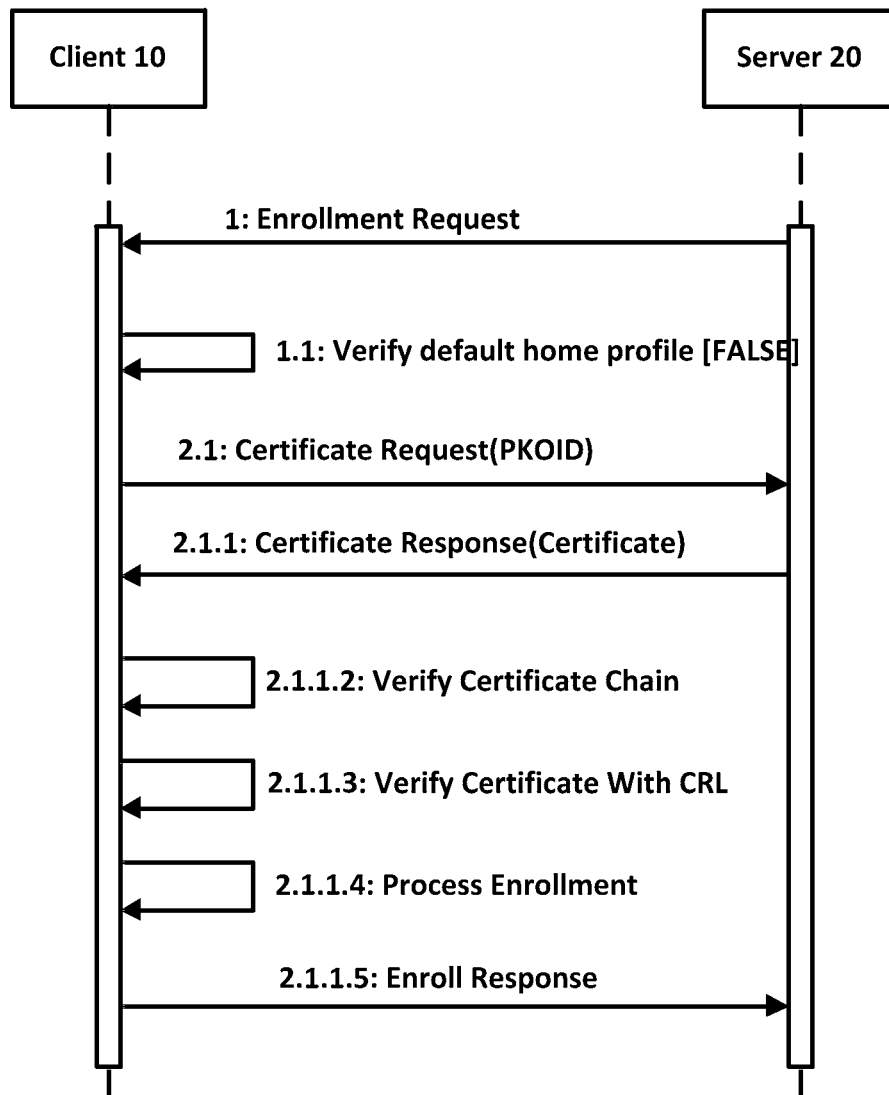 Client 10
Server 20
1: Enrollment Request
1.1: Verify default home profile [FALSE]
2.1: Certificate Request(PKOID)
2.1.1: Certificate Response(Certificate)
2.1.1.2: Verify Certificate Chain
2.1.1.3: Verify Certificate With CRL
2.1.1.4: Process Enrollment
2.1.1.5: Enroll Response